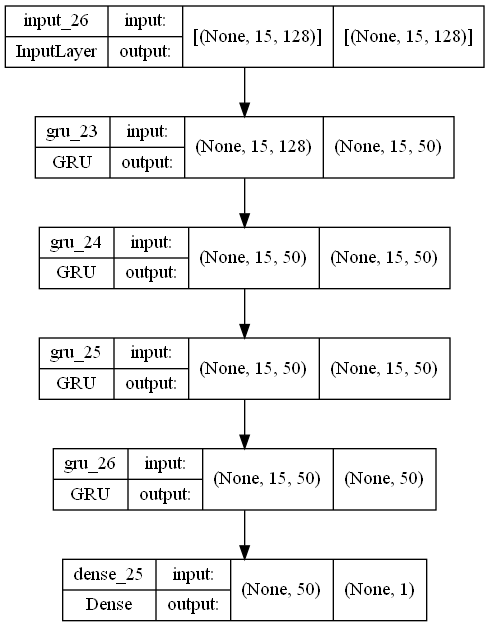 input_26 input: [(None, 15, 128)] [(None, 15, 128)]
InputLayer output:
gru_23 input: (None, 15, 128) (None, 15, 50)
GRU output:
gru_24 input: (None, 15, 50) (None, 15, 50)
GRU output:
gru_25 input: (None, 15, 50) (None, 15, 50)
GRU output:
gru_26 input: (None, 15, 50) (None, 50)
GRU output:
dense_25 input: (None, 50) (None, 1)
Dense output: